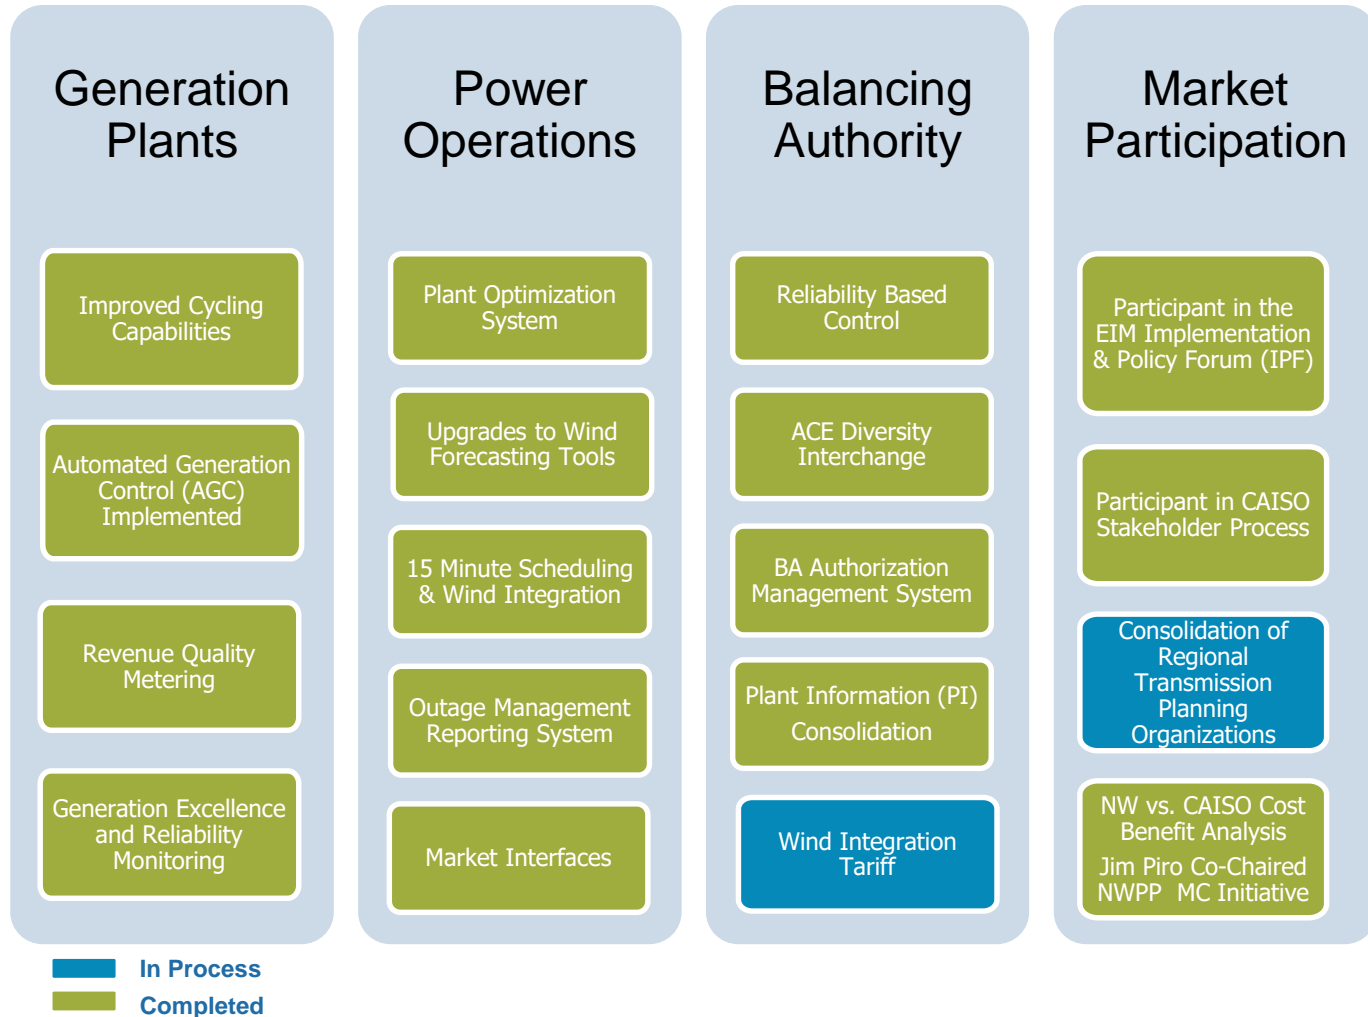 Generation
Plants
Improved Cycling
Capabilities
Automated Generation
Control (AGC)
Implemented
Revenue Quality
Metering
Generation Excellence
and Reliability
Monitoring
Power
Operations
Plant Optimization
System
Upgrades to Wind
Forecasting Tools
15 Minute Scheduling
& Wind Integration
Outage Management
Reporting System
Market Interfaces
Balancing
Authority
Reliability Based
Control
ACE Diversity
Interchange
BA Authorization
Management System
Plant Information (PI)
Consolidation
Wind Integration
Tariff
Market
Participation
Participant in the
EIM Implementation
& Policy Forum (IPF)
Participant in CAISO
Stakeholder Process
Consolidation of
Regional
Transmission
Planning
Organizations
NW vs. CAISO Cost
Benefit Analysis
Jim Piro Co-Chaired
NWPP MC Initiative
In Process
Completed